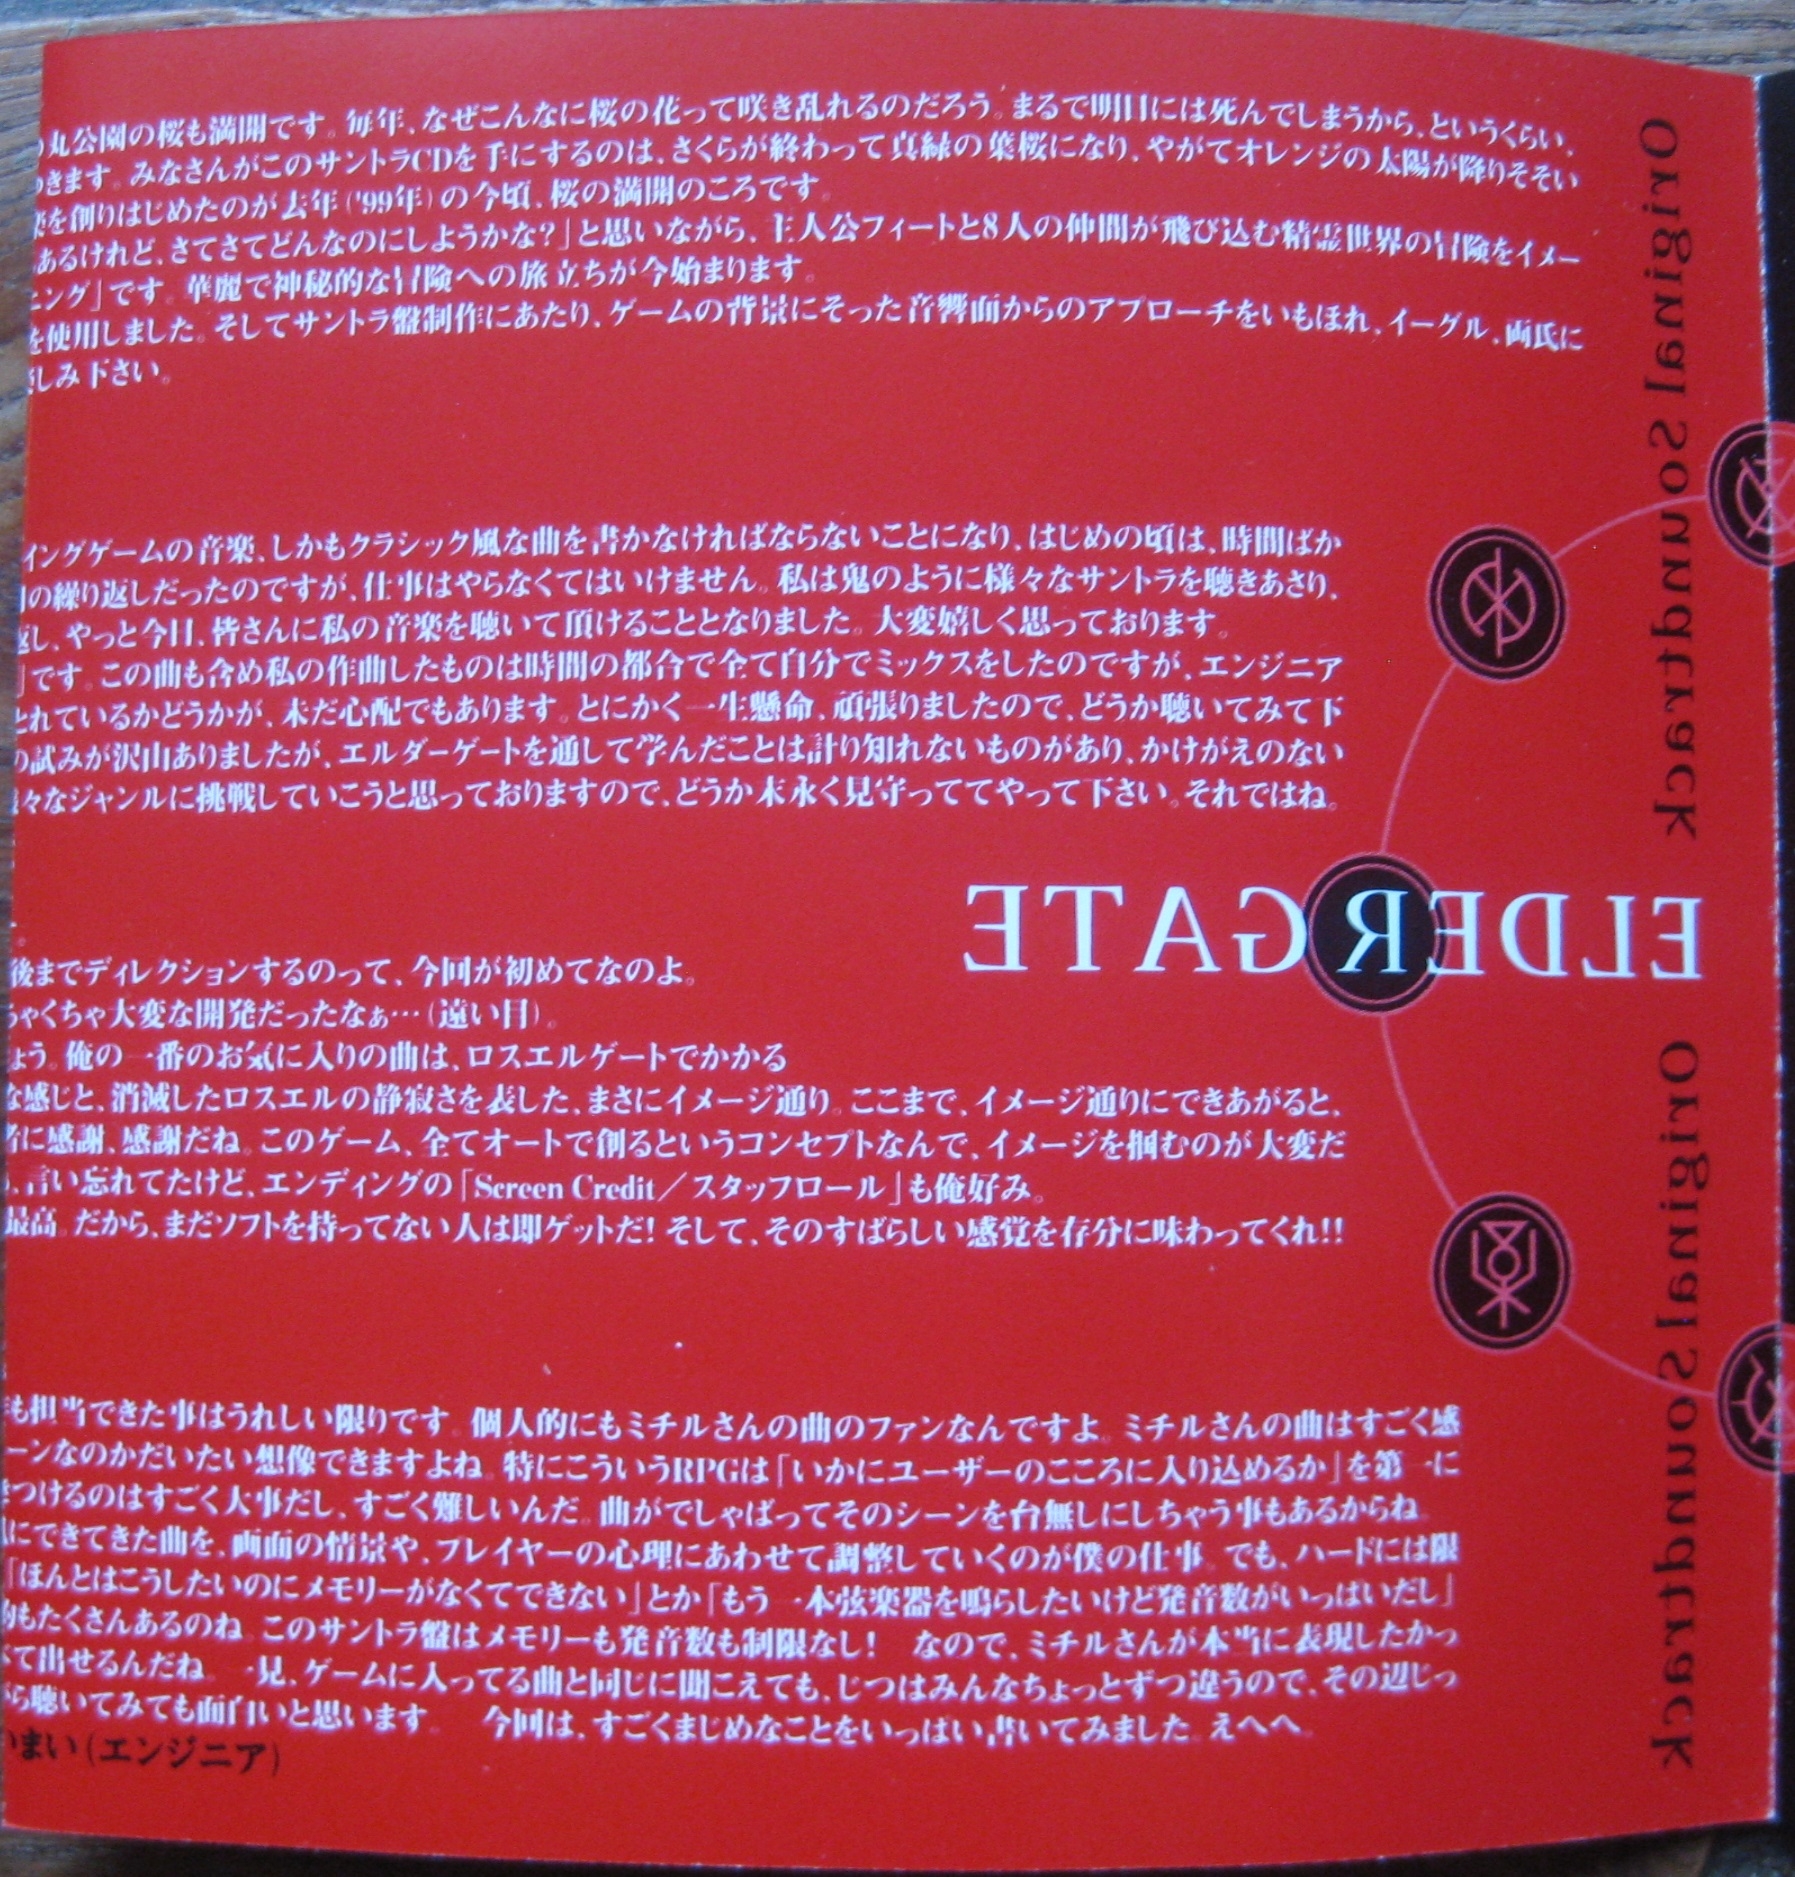 丸公園の桜も満開です。毎年、なぜこんなに桜の花って咲き乱れるのだろう。まるで明日には死んでしまうから、というくらい、
きます。みなさんがこのサントラCDを手にするのは、さくらが終わって真緑の葉桜になり、やがてオレンジの太陽が降りそそい
を創りはじめたのが去年('99年)の今頃、桜の満開のころです。
あるけれど、さてさてどんなのにしようかな?」と思いながら、主人公フィートと8人の仲間が飛び込む精霊世界の冒険をイメー
ニング」です。華麗で神秘的な冒険への旅立ちが今始まります。
を使用しました。そしてサントラ盤制作にあたり、ゲームの背景にそった音響面からのアプローチをいもほれ、イーグル、両氏に
しみ下さい。
イングゲームの音楽、しかもクラシック風な曲を書かなければならないことになり、はじめの頃は、時間ばか
の繰り返しだったのですが、仕事はやらなくてはいけません。私は鬼のように様々なサントラを聴きあさり、
返し、やっと今日、皆さんに私の音楽を聴いて頂けることとなりました。大変嬉しく思っております。
」です。この曲も含め私の作曲したものは時間の都合で全て自分でミックスをしたのですが、エンジニア
とれているかどうかが、未だ心配でもあります。とにかく一生懸命、頑張りましたので、どうか聴いてみて下
の試みが沢山ありましたが、エルダーゲートを通して学んだことは計り知れないものがあり、かけがえのない
々なジャンルに挑戦していこうと思っておりますので、どうか末永く見守っててやって下さい。それではね。
ELDER GATE
後までディレクションするのって、今回が初めてなのよ。
ちゃくちゃ大変な開発だったなぁ…(遠い目)。
ょう。俺の一番のお気に入りの曲は、ロスエルゲートでかかる
な感じと、消滅したロスエルの静寂さを表した、まさにイメージ通り。ここまで、イメージ通りにできあがると、
に感謝、感謝だね。このゲーム、全てオートで創るというコンセプトなんで、イメージを掴むのが大変だ
、言い忘れてたけど、エンディングの「Screen Credit/スタッフロール」も俺好み。
最高。だから、まだソフトを持ってない人は即ゲットだ! そして、そのすばらしい感覚を存分に味わってくれ!!
も担当できた事はうれしい限りです。個人的にもミチルさんの曲のファンなんですよ。ミチルさんの曲はすごく感
ーンなのかだいたい想像できますよね。特にこういうRPGは「いかにユーザーのこころに入り込めるか」を第一に
つけるのはすごく大事だし、すごく難しいんだ。曲がでしゃばってそのシーンを台無しにしちゃう事もあるからね。
にできてきた曲を、画面の情景や、プレイヤーの心理にあわせて調整していくのが僕の仕事。でも、ハードには限
「ほんとはこうしたいのにメモリーがなくてできない」とか「もう一本弦楽器を鳴らしたいけど発音数がいっぱいだし」
もたくさんあるのね。このサントラ盤はメモリーも発音数も制限なし! なので、ミチルさんが本当に表現したかっ
て出せるんだね。一見、ゲームに入ってる曲と同じに聞こえても、じつはみんなちょっとずつ違うので、その辺じっ
ら聴いてみても面白いと思います。 今回は、すごくまじめなことをいっぱい書いてみました。えへへ。
まい(エンジニア)
Original Soundtrack
Original Soundtrack